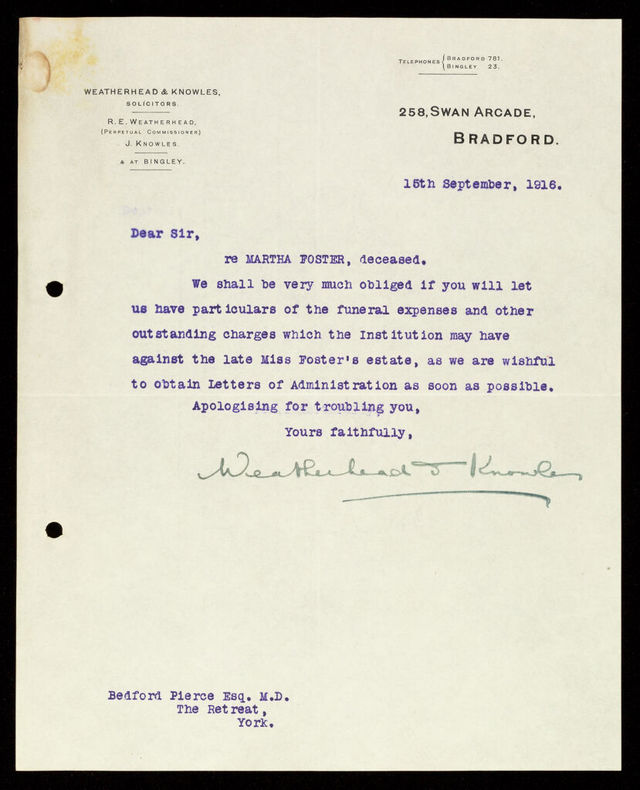 TELEPHONES { BRADFORD 781.
BINGLEY 23.
WEATHERHEAD & KNOWLES,
SOLICITORS.
R. E. WEATHERHEAD,
(PERPETUAL COMMISSIONER)
J. KNOWLES.
& AT BINGLEY.
258, SWAN ARCADE,
BRADFORD.
15th September, 1916.
Dear Sir,
re MARTHA FOSTER, deceased.
We shall be very much obliged if you will let
us have particulars of the funeral expenses and other
outstanding charges which the Institution may have
against the late Miss Foster's estate, as we are wishful
to obtain Letters of Administration as soon as possible.
Apologising for troubling you,
Yours faithfully,
Weatherhead & Knowles
Bedford Pierce Esq. M.D.
The Retreat,
York.